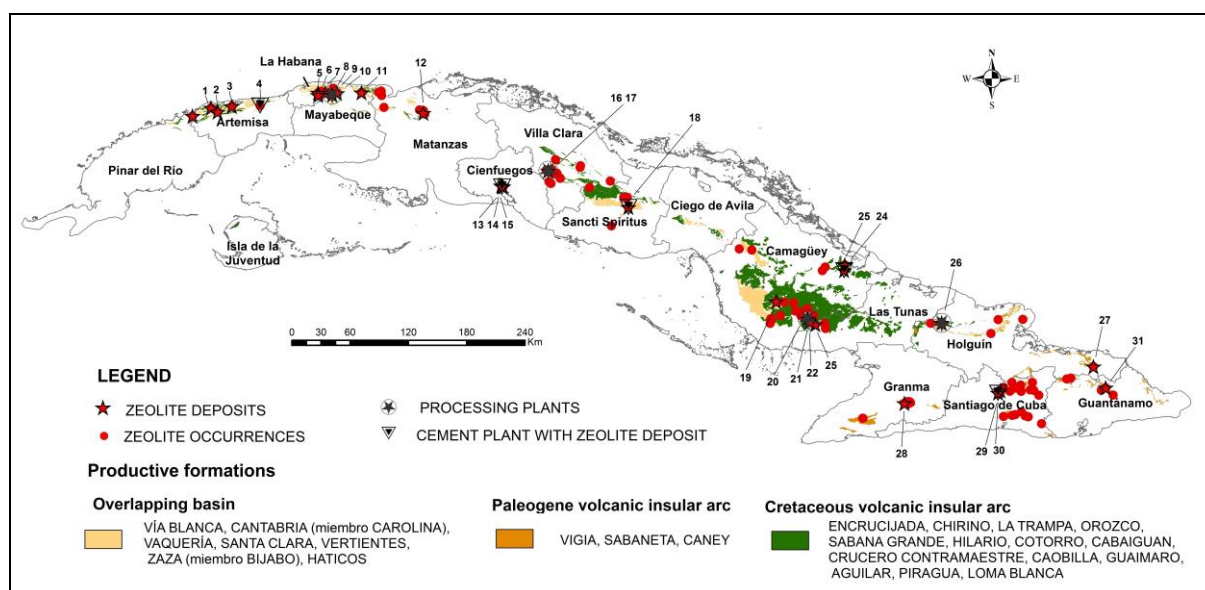 N
W E
S
La Habana
5 6 7 8 9 10 11
12
1 2 3 4
Artemisa
Mayabeque
Matanzas
Pinar del Río
Isla de la
Juventud
Villa Clara
16 17
18
Cienfuegos
13 14 15
Sancti Spiritus
Ciego de Avila
Camagüey
25 24
26
Las Tunas
Holguín
27
31
19 20 21 22 25
Granma
Santiago de Cuba
Guantánamo
28
29 30
0 30 60 120 180 240
Km
LEGEND
ZEOLITE DEPOSITS
PROCESSING PLANTS
ZEOLITE OCCURRENCES
CEMENT PLANT WITH ZEOLITE DEPOSIT
Productive formations
Overlapping basin
VÍA BLANCA, CANTABRIA (miembro CAROLINA),
VAQUERÍA, SANTA CLARA, VERTIENTES,
ZAZA (miembro BIJABO), HATICOS
Paleogene volcanic insular arc
VIGIA, SABANETA, CANEY
Cretaceous volcanic insular arc
ENCRUCIJADA, CHIRINO, LA TRAMPA, OROZCO,
SABANA GRANDE, HILARIO, COTORRO, CABAIGUAN,
CRUCERO CONTRAMAESTRE, CAOBILLA, GUAIMARO,
AGUILAR, PIRAGUA, LOMA BLANCA